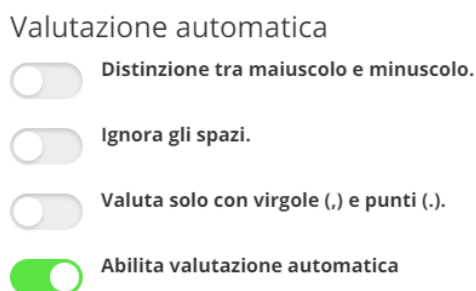 Valutazione automatica
Distinzione tra maiuscolo e minuscolo.
Ignora gli spazi.
Valuta solo con virgole (,) e punti (.).
Abilita valutazione automatica